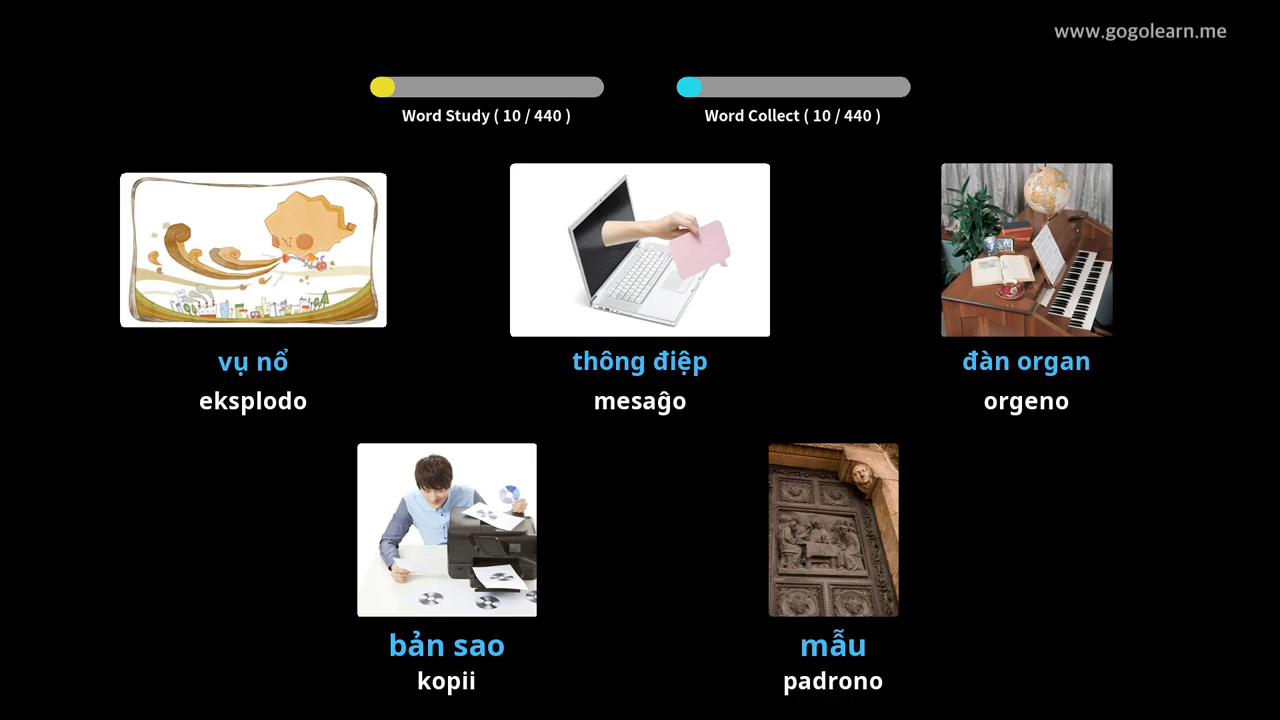 www.gogolearn.me
Word Study ( 10 / 440 )
Word Collect ( 10 / 440 )
vụ nổ
eksplodo
thông điệp
mesaĝo
đàn organ
orgeno
bản sao
kopii
mẫu
padrono